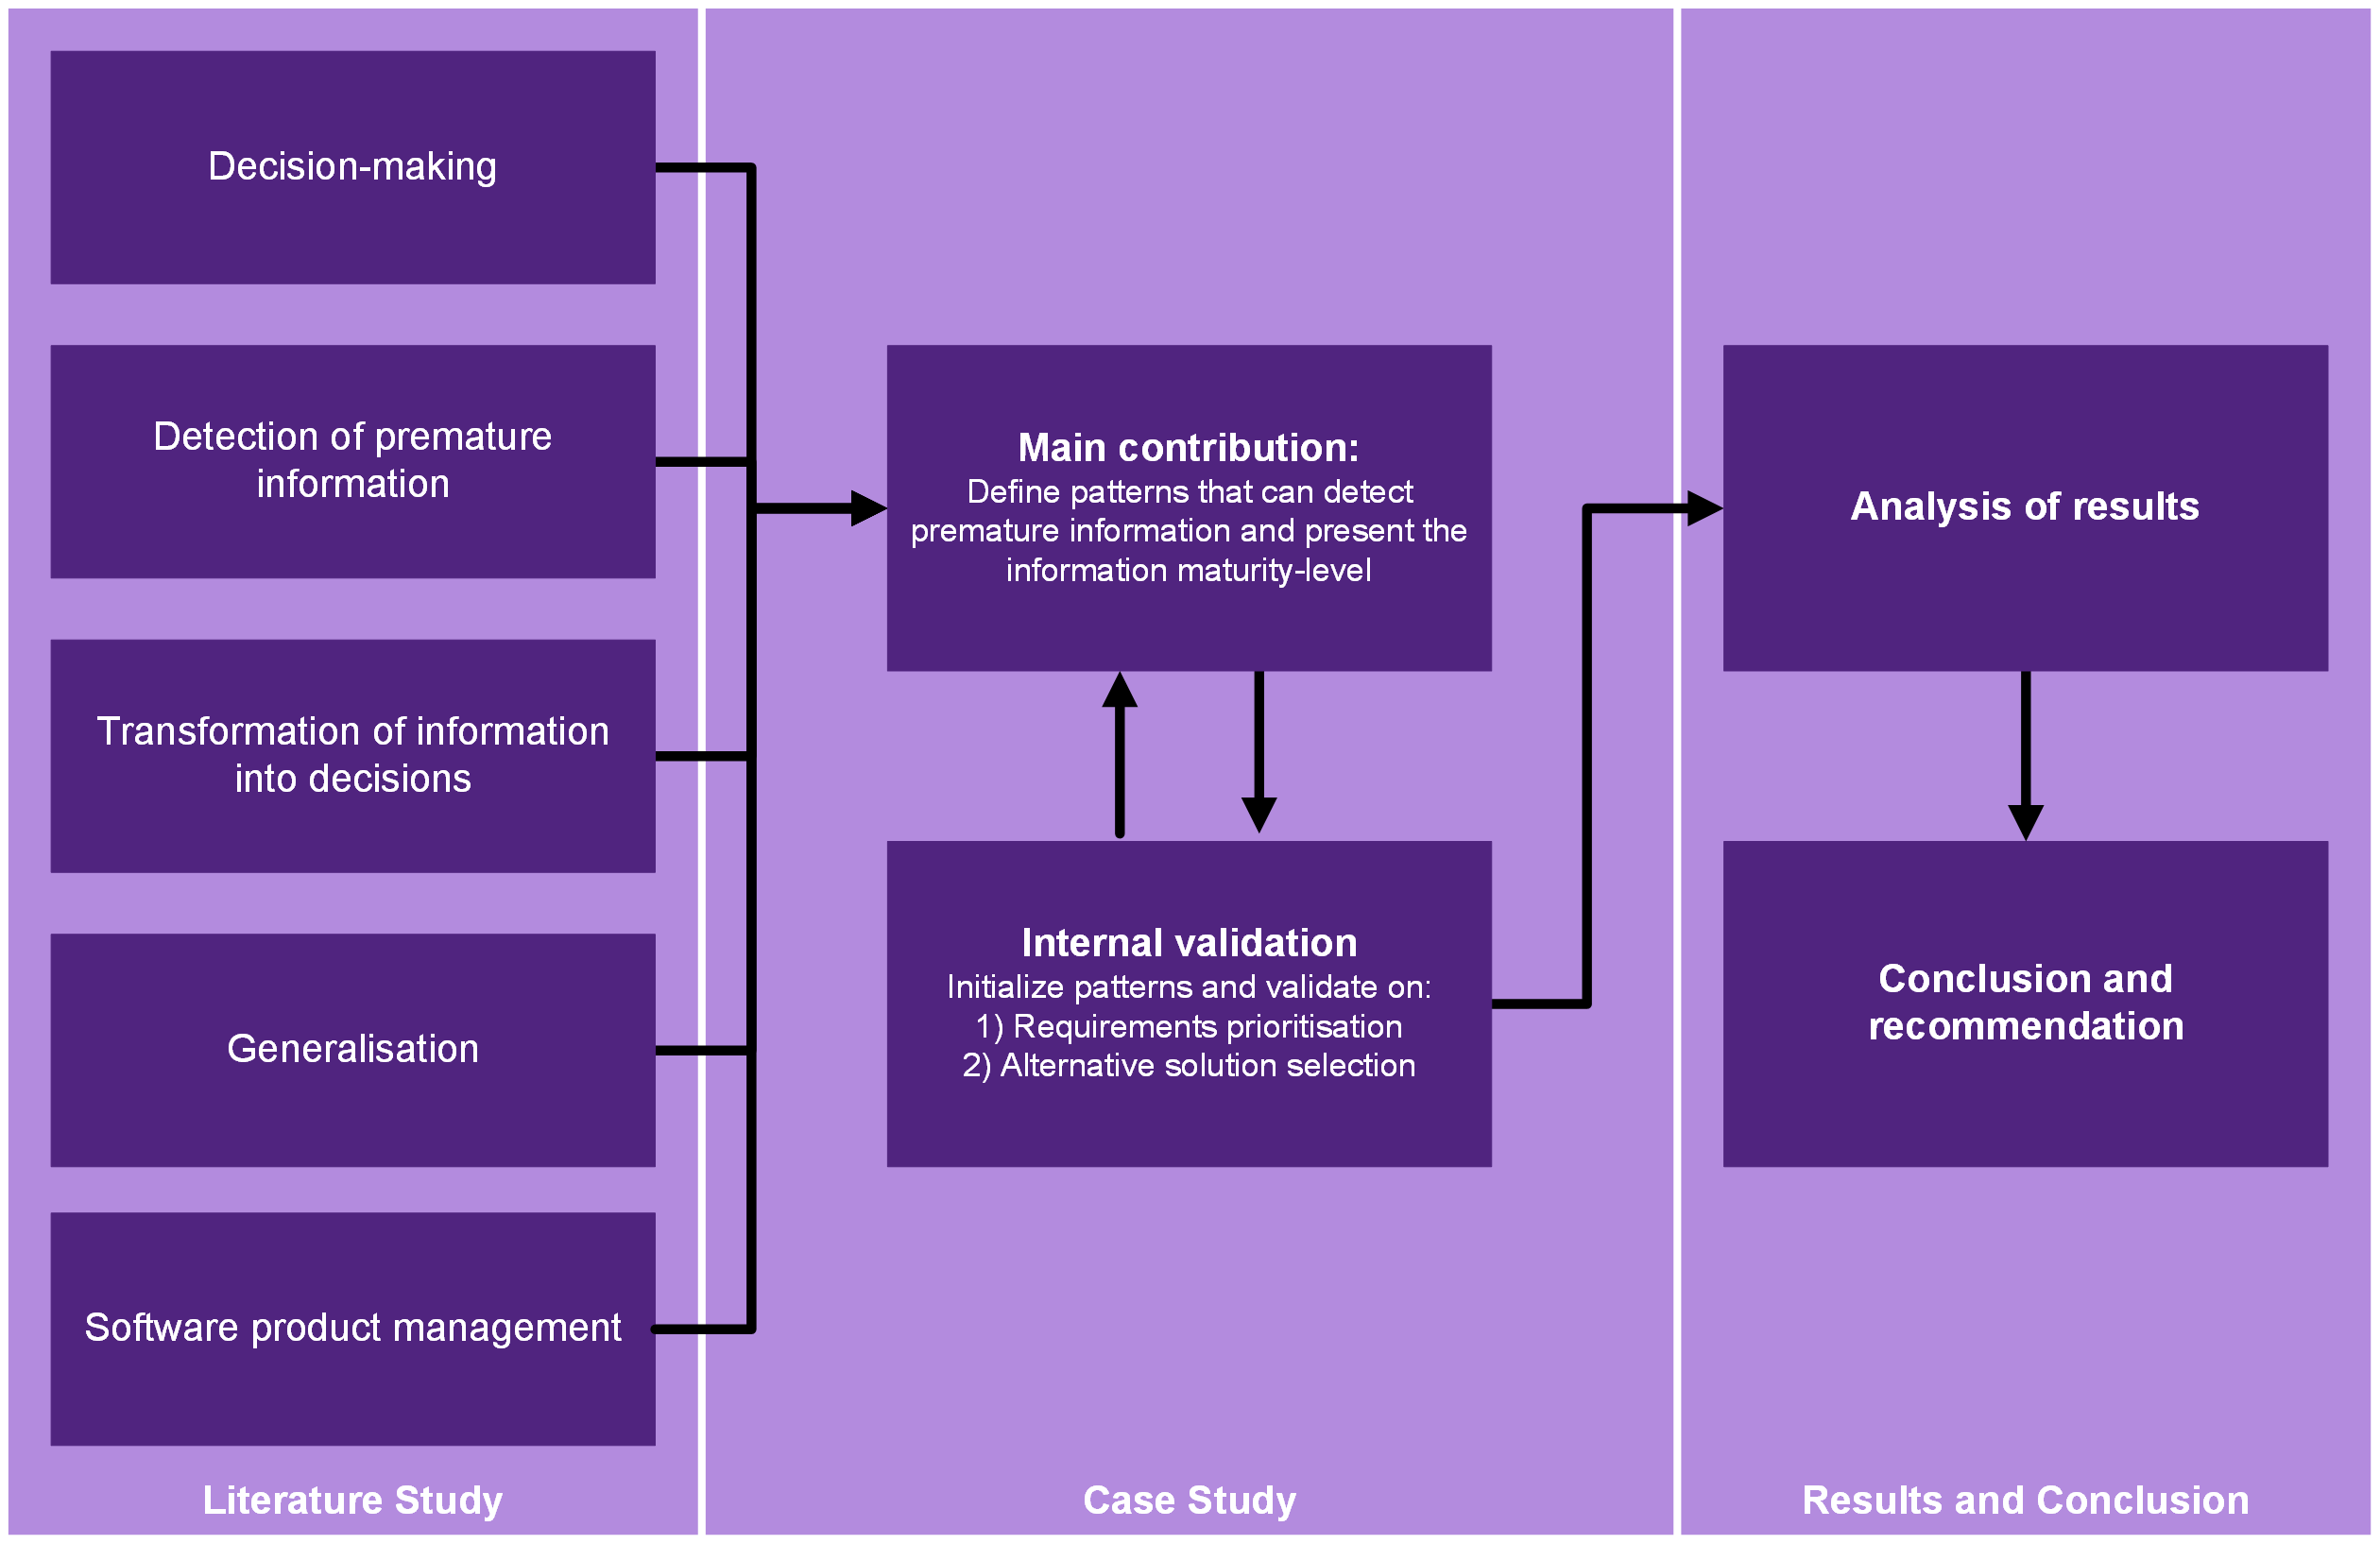 Decision-making
Detection of premature
information
Transformation of information
into decisions
Generalisation
Software product management
Literature Study
Main contribution:
Define patterns that can detect
premature information and present the
information maturity-level
Internal validation
Initialize patterns and validate on:
1) Requirements prioritisation
2) Alternative solution selection
Case Study
Analysis of results
Conclusion and
recommendation
Results and Conclusion